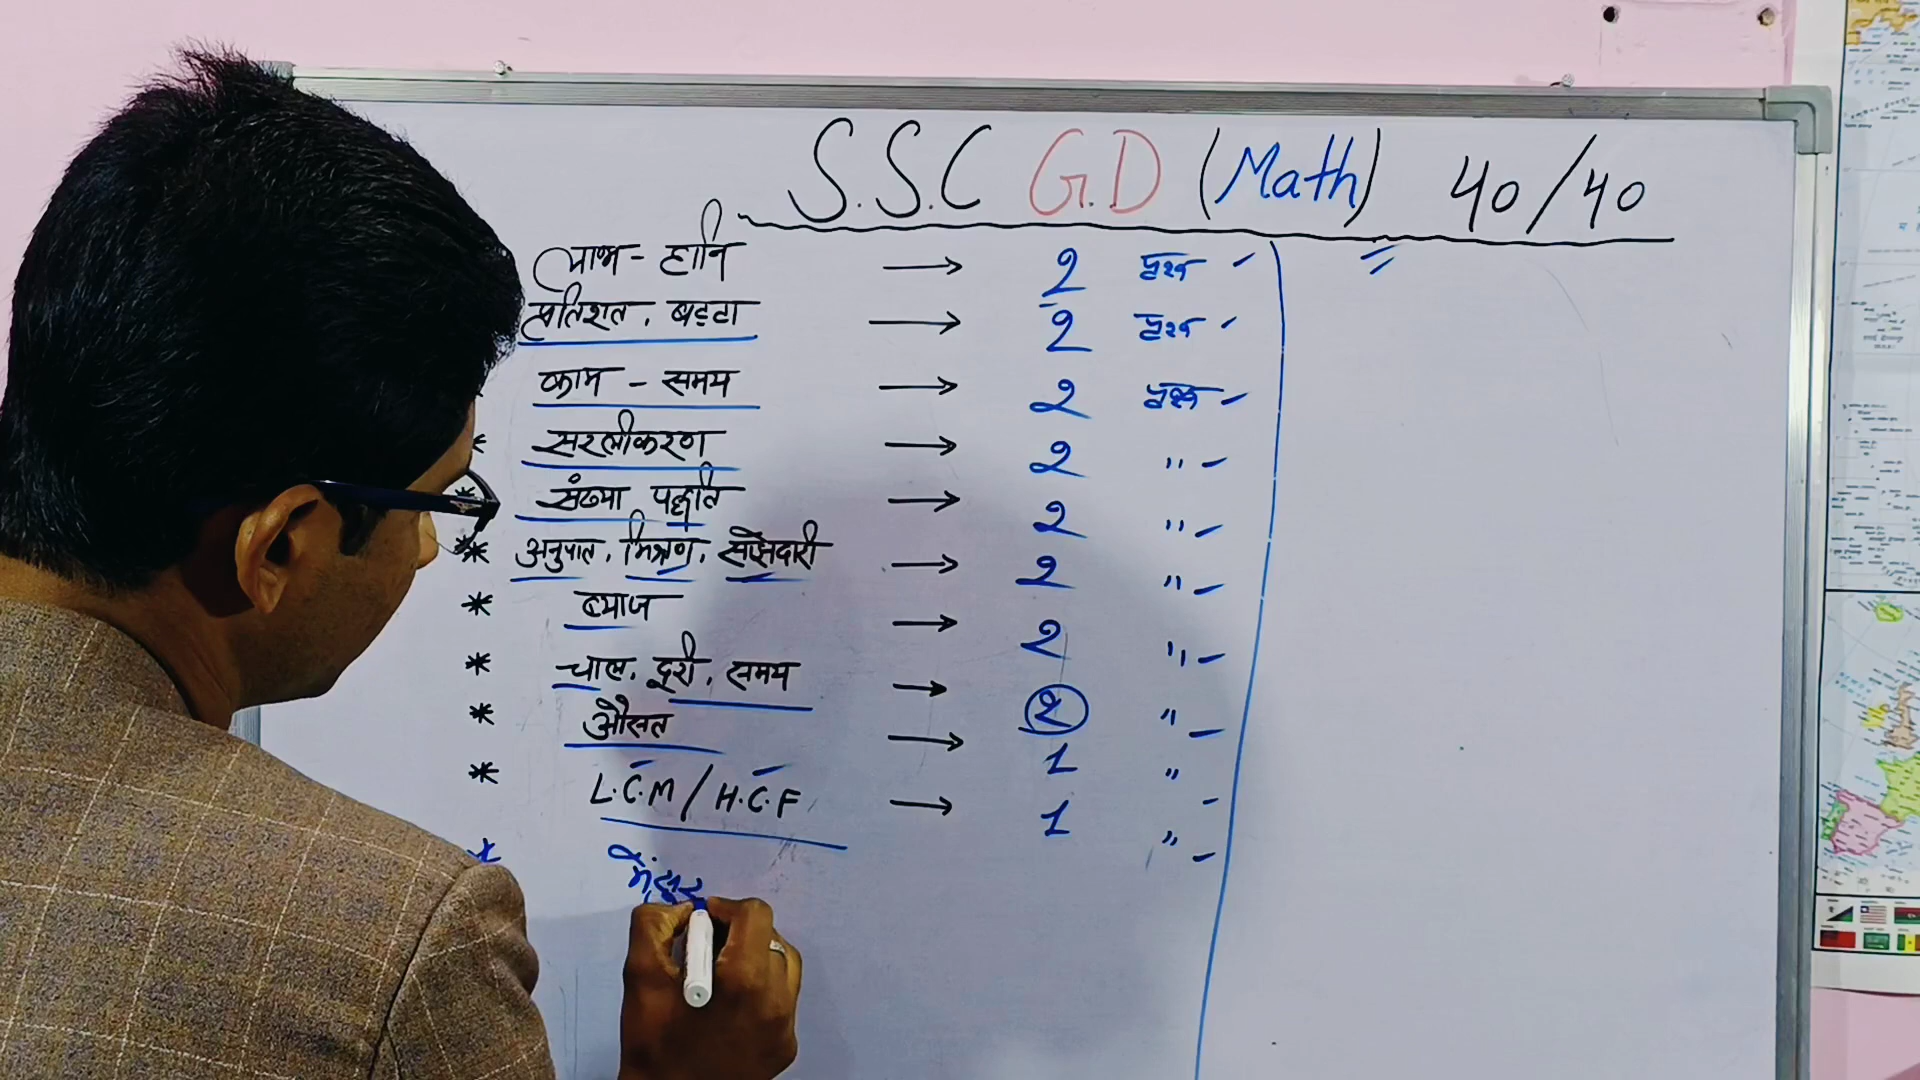 S.S.C G.D (Math) 40/40
लाभ - हानि → 2 प्रश्न -
प्रतिशत, बट्टा → 2 प्रश्न -
काम - समय → 2 प्रश्न -
* सरलीकरण → 2 " -
* संख्या पद्धति → 2 " -
* अनुपात, मिश्रण, साझेदारी → 2 " -
* ब्याज → 2 " -
* चाल, दूरी, समय → 2 " -
* औसत → 1 " -
* L.C.M / H.C.F → 1 " -
*